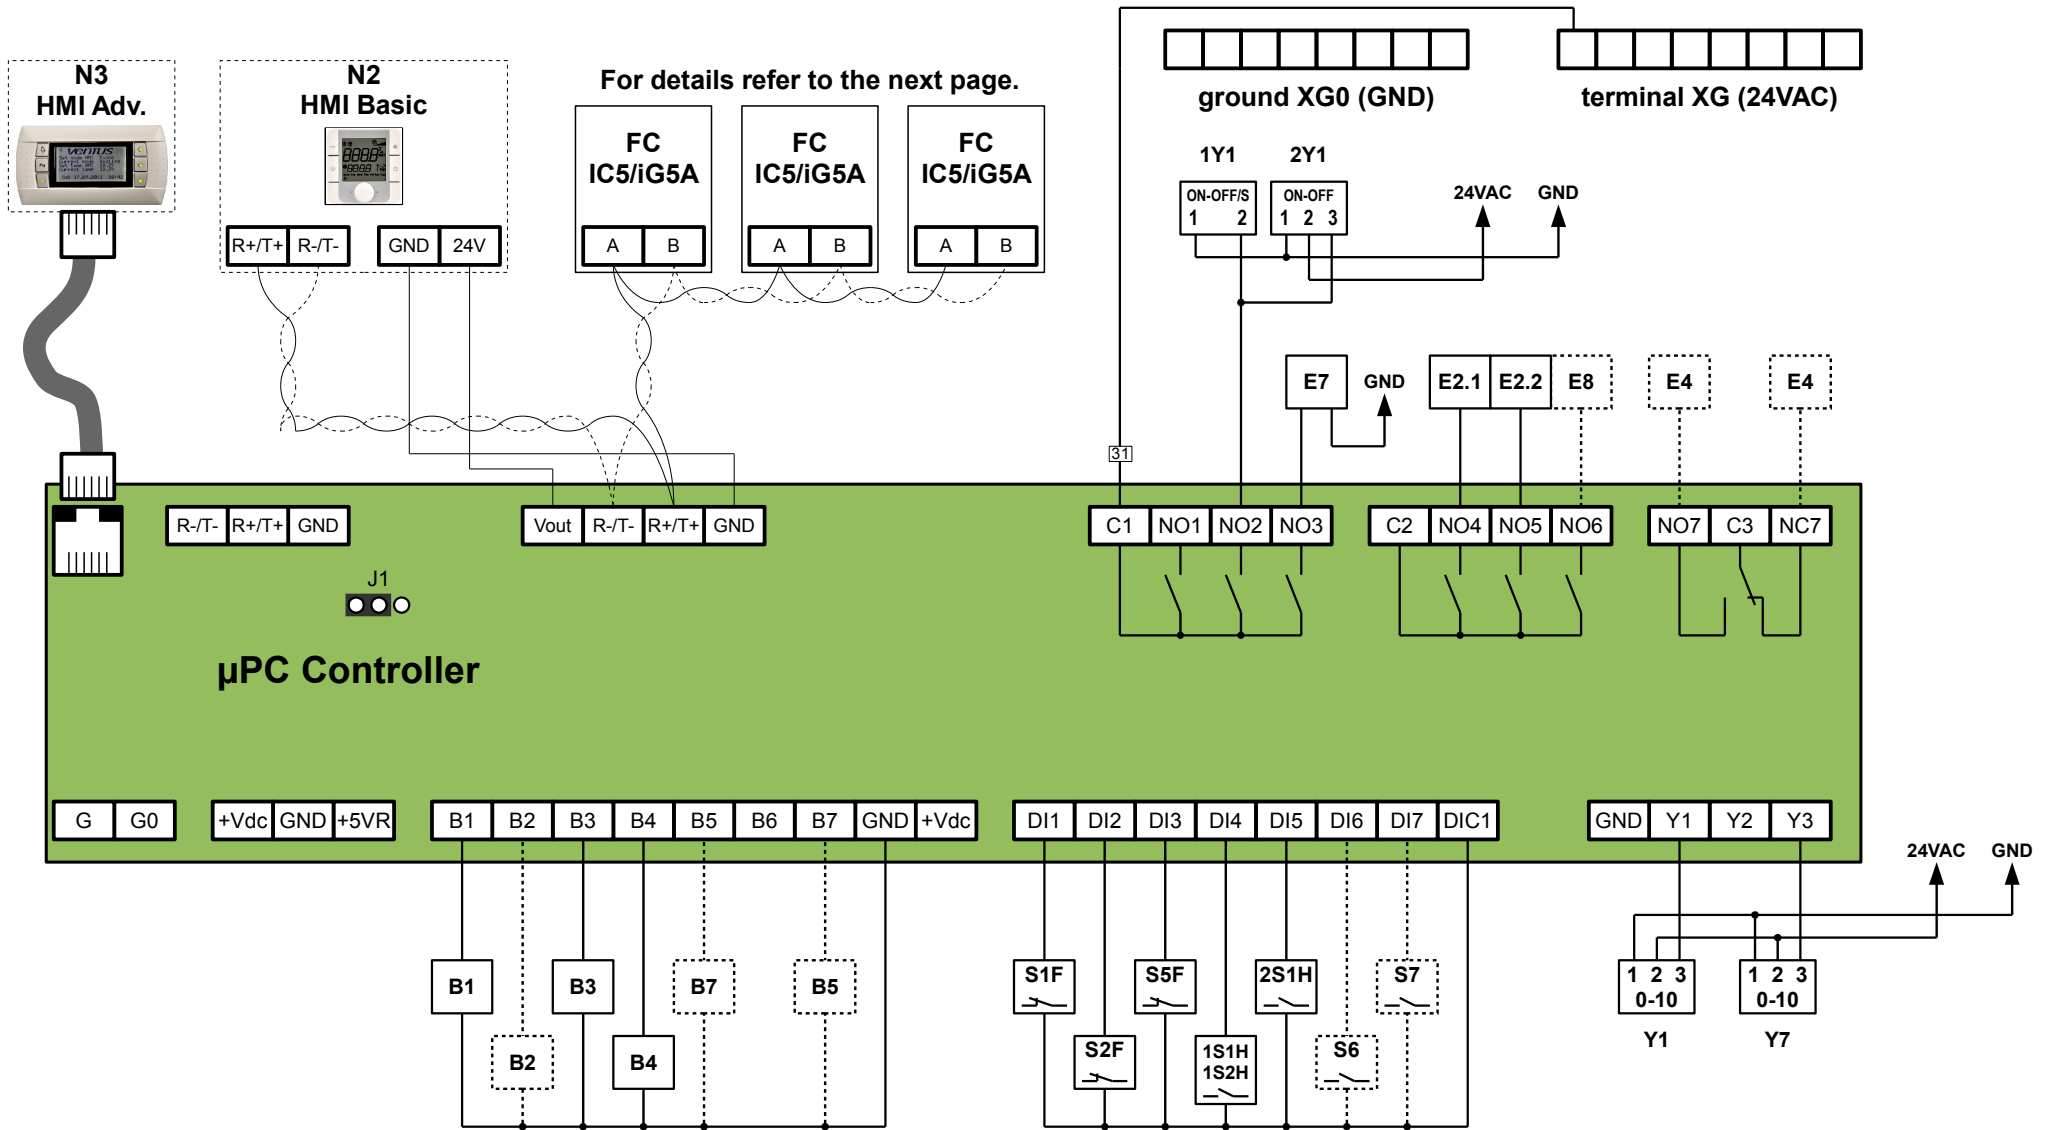 N3
HMI Adv.
VENTUS
N2
HMI Basic
For details refer to the next page.
FC
IC5/iG5A
FC
IC5/iG5A
FC
IC5/iG5A
ground XG0 (GND)
terminal XG (24VAC)
1Y1
2Y1
ON-OFF/S
1 2
ON-OFF
1 2 3
24VAC
GND
R+/T+ R-/T-
GND 24V
A B
A B
A B
E7
GND
E2.1 E2.2 E8
E4
E4
31
R-/T- R+/T+ GND
Vout R-/T- R+/T+ GND
C1 NO1 NO2 NO3
C2 NO4 NO5 NO6
NO7 C3 NC7
J1
µPC Controller
G G0
+Vdc GND +5VR
B1 B2 B3 B4 B5 B6 B7 GND +Vdc
DI1 DI2 DI3 DI4 DI5 DI6 DI7 DIC1
GND Y1 Y2 Y3
24VAC
GND
B1
B3
B7
B5
B2
B4
S1F
S5F
2S1H
S7
S2F
1S1H
1S2H
S6
1 2 3
0-10
1 2 3
0-10
Y1
Y7